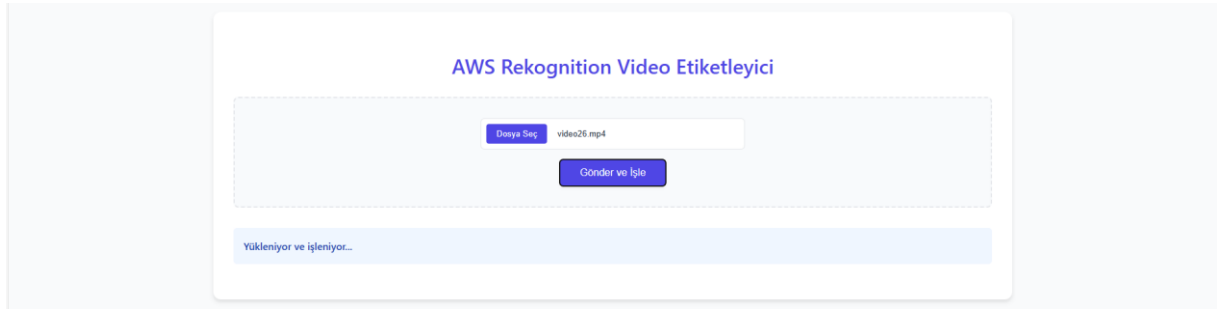 AWS Rekognition Video Etiketleyici
Dosya Seç video26.mp4
Gönder ve İşle
Yükleniyor ve işleniyor...